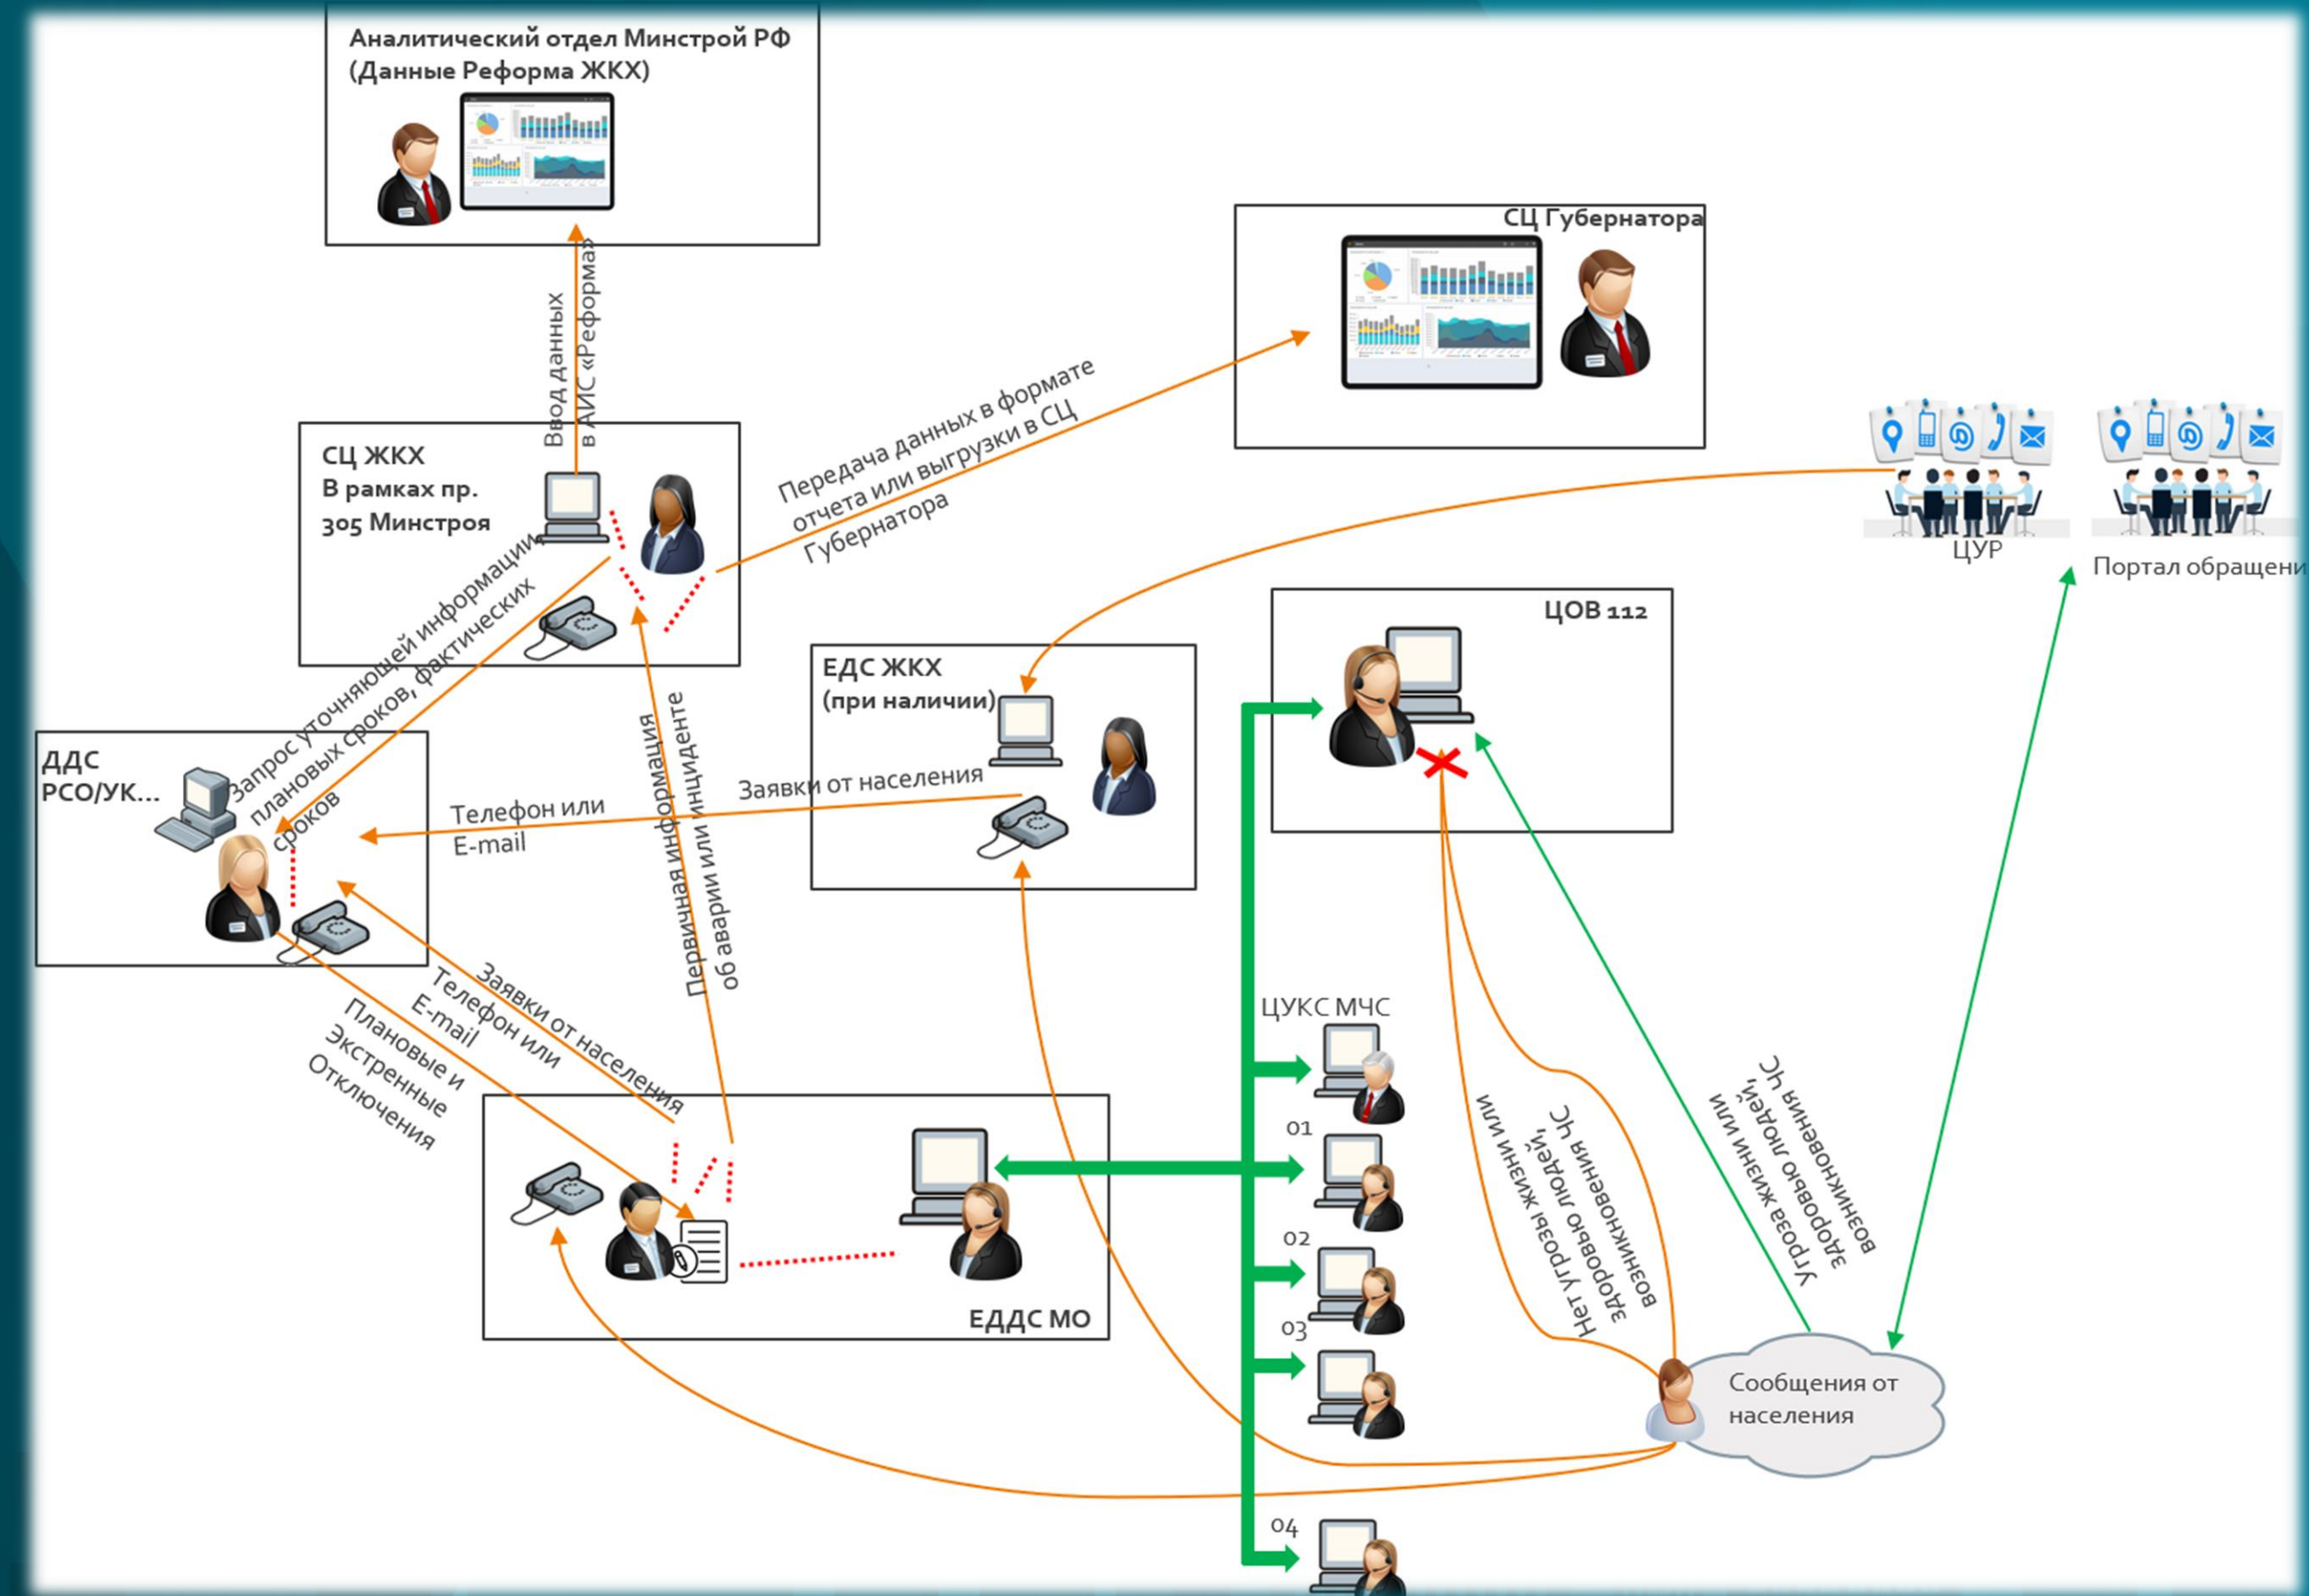 Аналитический отдел Минстрой РФ
(Данные Реформа ЖКХ)
СЦ Губернатора
Ввод данных
в АИС «Реформа»
Передача данных в формате
отчета или выгрузки в СЦ
Губернатора
СЦ ЖКХ
В рамках пр.
305 Минстроя
ЦУР
Портал обращени
Запрос уточняющей информации,
плановых сроков, фактических
сроков
ЕДС ЖКХ
(при наличии)
ЦОВ 112
ДДС
РСО/УК...
Заявки от населения
Телефон или
E-mail
Первичная информация
об аварии или инциденте
Заявки от населения
Телефон или
E-mail
Плановые и
Экстренные
Отключения
ЦУКС МЧС
01
02
03
04
Нет угрозы жизни или
здоровью людей,
возникновения ЧС
Угроза жизни или
здоровью людей,
возникновения ЧС
ЕДДС МО
Сообщения от
населения